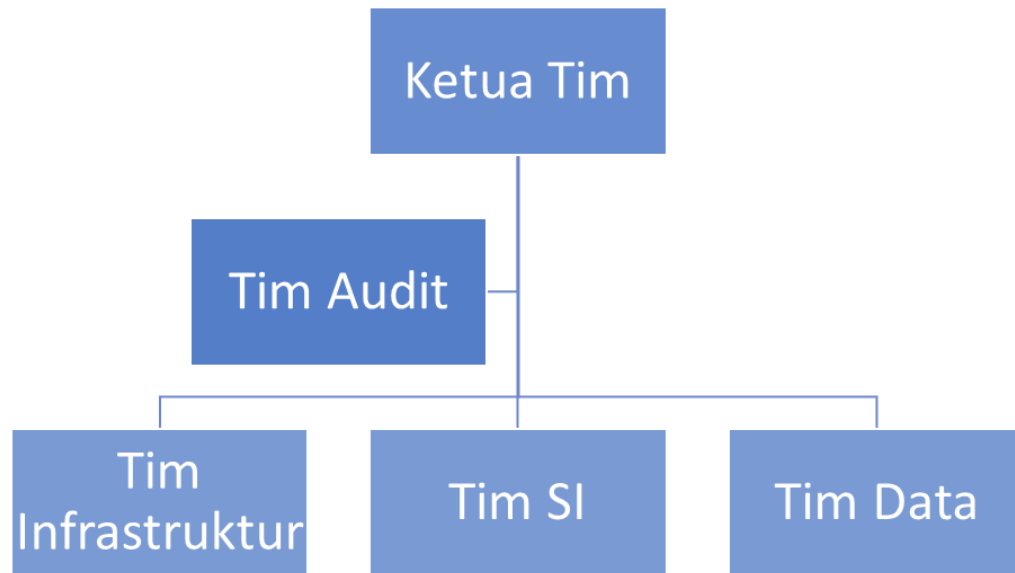 Ketua Tim
Tim Audit
Tim
Infrastruktur
Tim SI
Tim Data